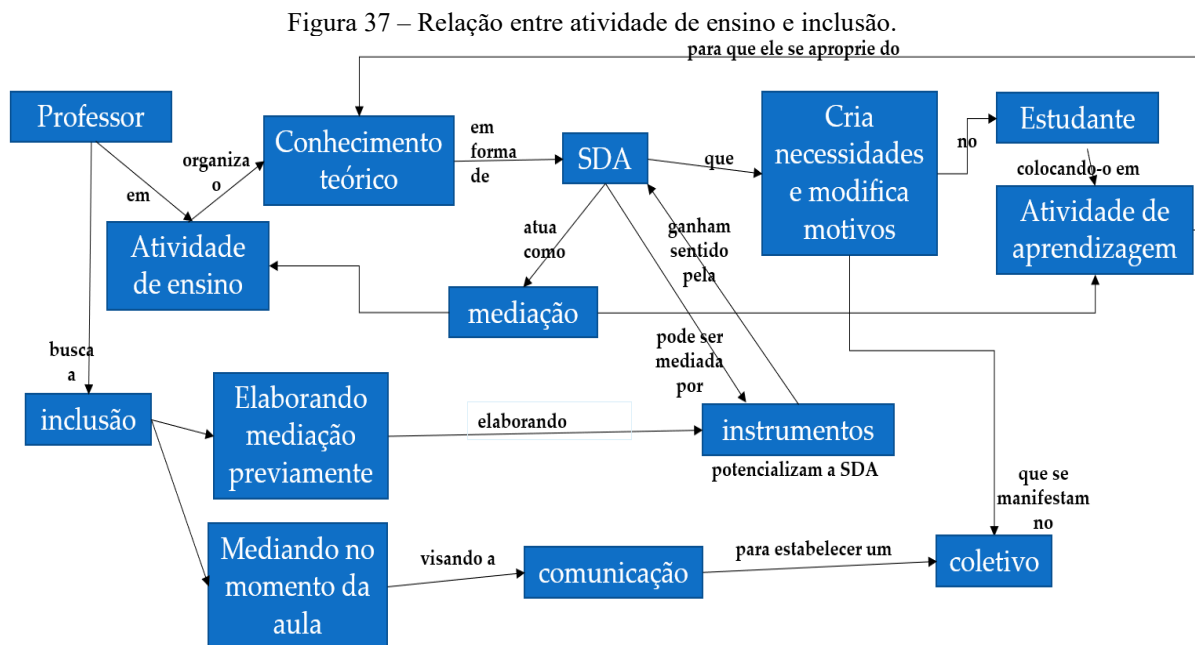 Figura 37 – Relação entre atividade de ensino e inclusão.
para que ele se aproprie do
Professor
em
organiza
o
Conhecimento
teórico
em
forma
de
SDA
que
Cria
necessidades
e modifica
motivos
no
Estudante
colocando-o em
Atividade de
aprendizagem
Atividade
de ensino
atua
como
ganham
sentido
pela
mediação
pode ser
mediada
por
busca
a
inclusão
Elaborando
mediação
previamente
elaborando
instrumentos
potencializam a SDA
que se
manifestam
no
Mediando no
momento da
aula
visando a
comunicação
para estabelecer um
coletivo